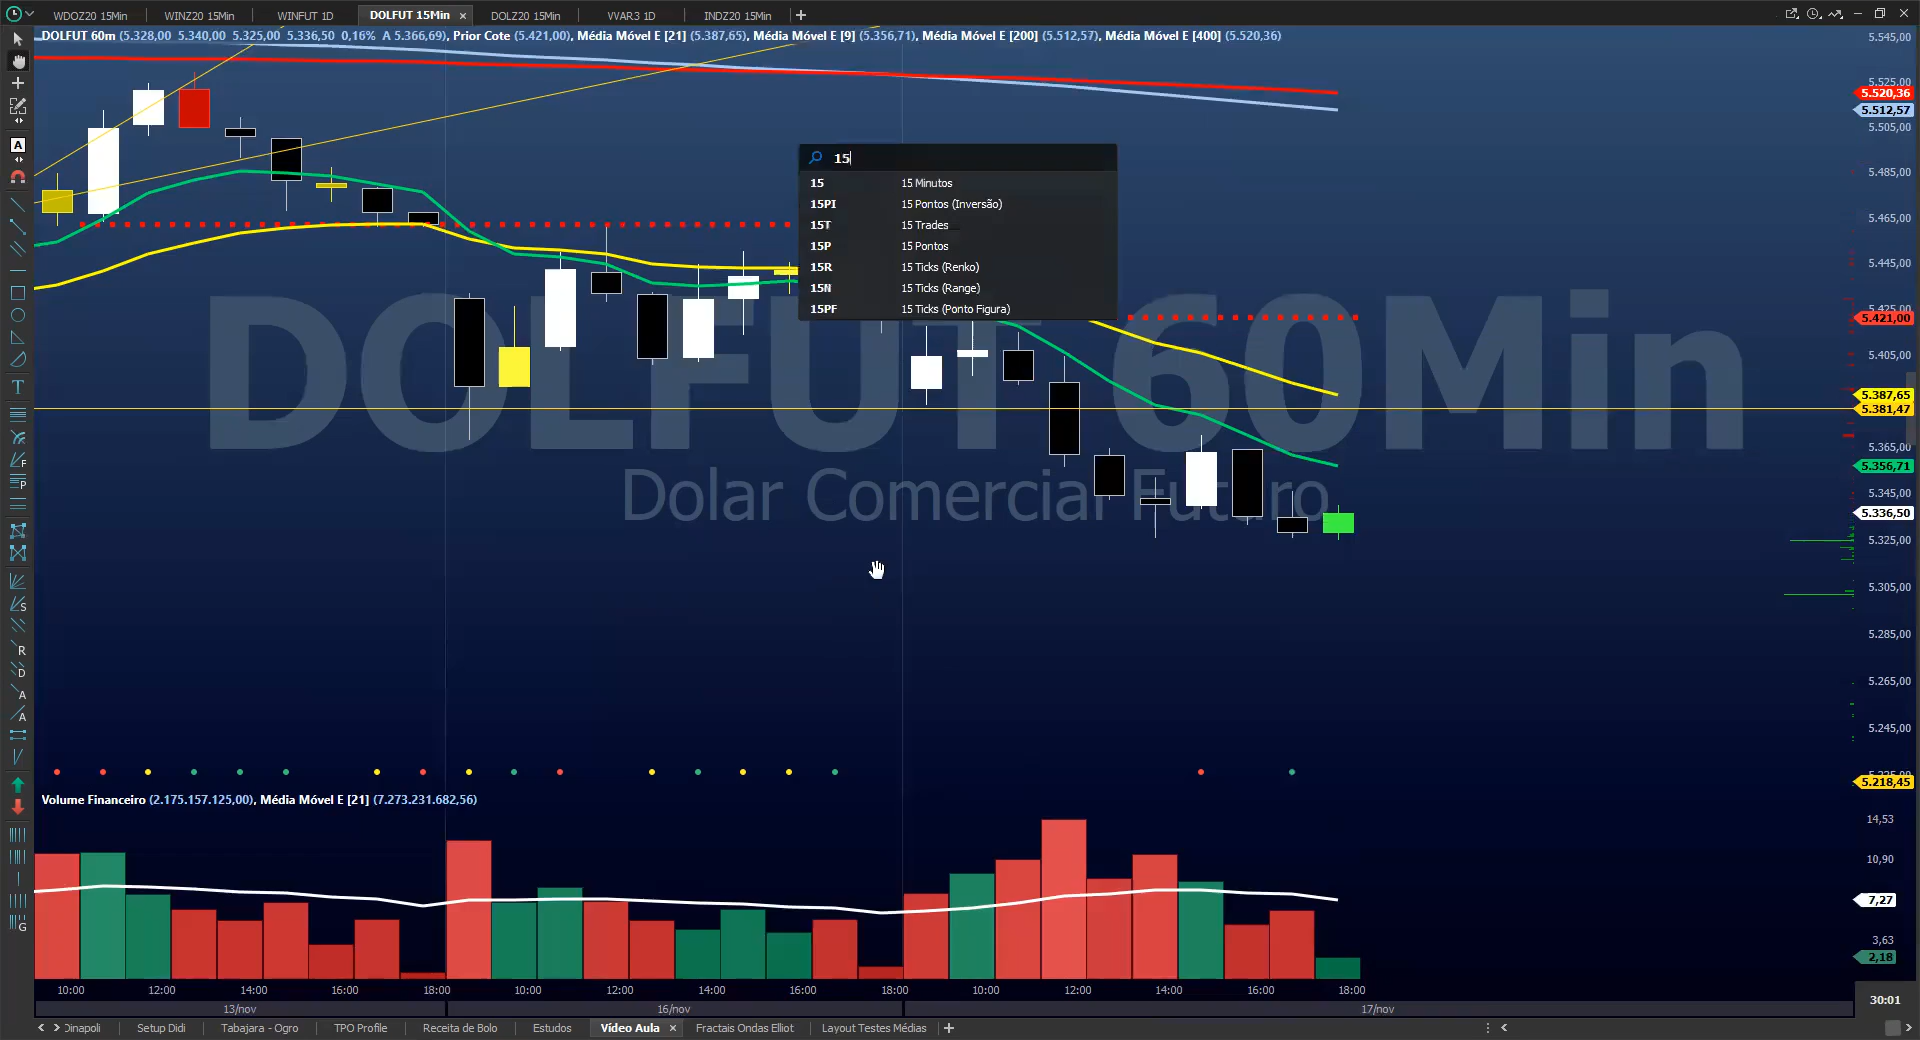 WDOZ20 15Min
WINZ20 15Min
WINFUT 1D
DOLFUT 15Min
DOLZ20 15Min
VVAR3 1D
INDZ20 15Min
DOLFUT 60m (5.328,00 5.340,00 5.325,00 5.336,50 0,16% A 5.366,69), Prior Cote (5.421,00), Média Móvel E [21] (5.387,65), Média Móvel E [9] (5.356,71), Média Móvel E [200] (5.512,57), Média Móvel E [400] (5.520,36)
15
15 15 Minutos
15PI 15 Pontos (Inversão)
15T 15 Trades
15P 15 Pontos
15R 15 Ticks (Renko)
15N 15 Ticks (Range)
15PF 15 Ticks (Ponto Figura)
DOLFUT 60Min
Dolar Comercial Futuro
5.545,00
5.525,00
5.520,36
5.512,57
5.505,00
5.485,00
5.465,00
5.445,00
5.421,00
5.405,00
5.387,65
5.381,47
5.365,00
5.356,71
5.345,00
5.336,50
5.325,00
5.305,00
5.285,00
5.265,00
5.245,00
5.218,45
Volume Financeiro (2.175.157.125,00), Média Móvel E [21] (7.273.231.682,56)
14,53
10,90
7,27
3,63
2,18
10:00 12:00 14:00 16:00 18:00 10:00 12:00 14:00 16:00 18:00 10:00 12:00 14:00 16:00 18:00
13/nov 16/nov 17/nov
30:01
Dinapoli
Setup Didi
Tabajara - Ogro
TPO Profile
Receita de Bolo
Estudos
Vídeo Aula
Fractais Ondas Elliot
Layout Testes Médias